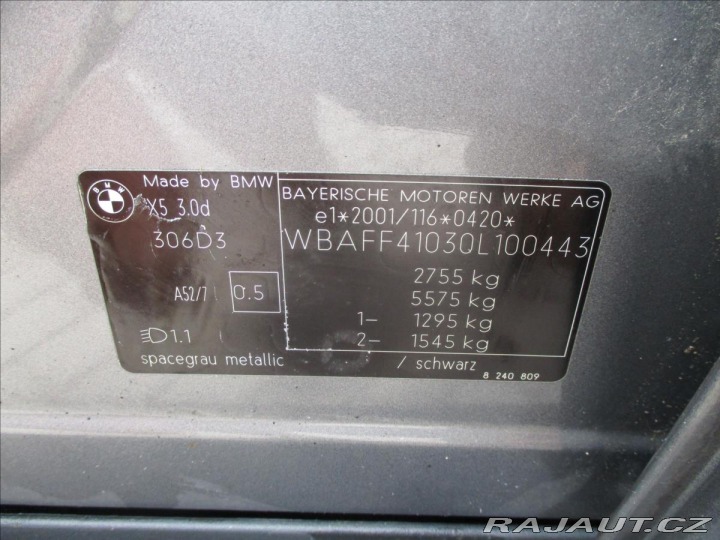 BMW
Made by BMW
X5 3.0d
306D3
A52/7 0.5
1.1
spacegrau metallic / schwarz
BAYERISCHE MOTOREN WERKE AG
e1*2001/116*0420*
WBAFF41030L100443
2755 kg
5575 kg
1– 1295 kg
2– 1545 kg
8 240 809
RAJAUT.CZ